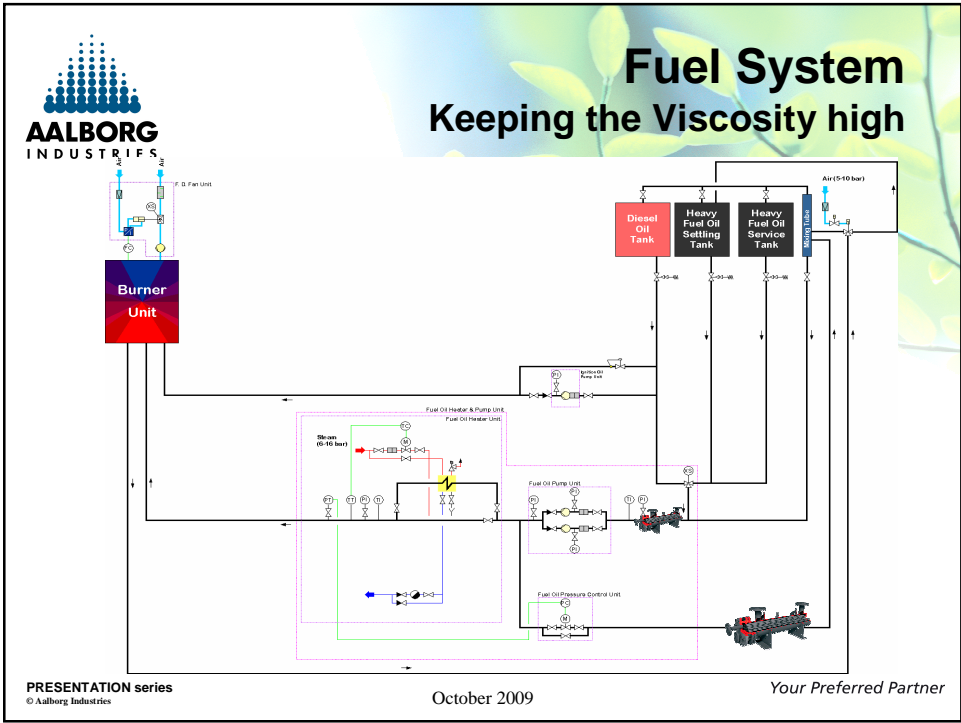 Fuel System
Keeping the Viscosity high
AALBORG
INDUSTRIES
Air
Air
F. D. Fan Unit
XS
FC
Burner
Unit
Diesel
Oil
Tank
Heavy
Fuel Oil
Settling
Tank
Heavy
Fuel Oil
Service
Tank
Mixing Tube
Air (5-10 bar)
PI
Ignition Oil
Pump Unit
Fuel Oil Heater & Pump Unit
Fuel Oil Heater Unit
Steam
(6-16 bar)
TC
M
PT
TT
PI
TI
Fuel Oil Pump Unit
PI
PI
PI
TI
PI
XS
Fuel Oil Pressure Control Unit
PC
M
PRESENTATION series
© Aalborg Industries
October 2009
Your Preferred Partner